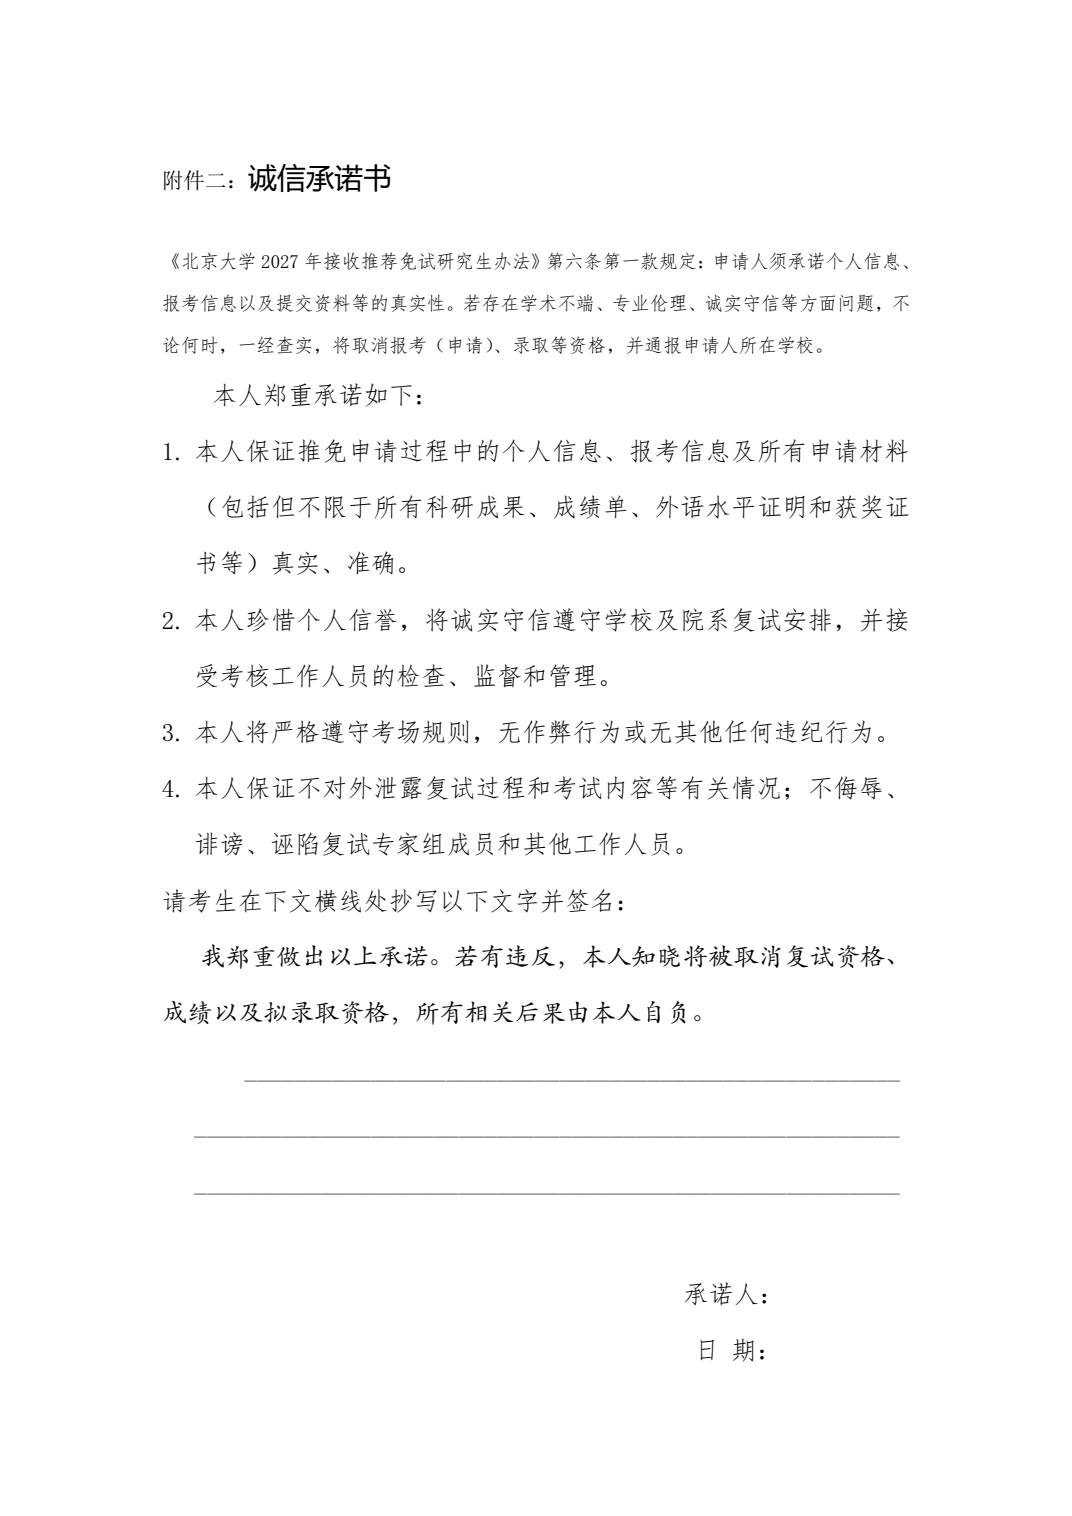 附件二：诚信承诺书
《北京大学 2027 年接收推荐免试研究生办法》第六条第一款规定：申请人须承诺个人信息、
报考信息以及提交资料等的真实性。若存在学术不端、专业伦理、诚实守信等方面问题，不
论何时，一经查实，将取消报考（申请）、录取等资格，并通报申请人所在学校。
本人郑重承诺如下：
1. 本人保证推免申请过程中的个人信息、报考信息及所有申请材料
（包括但不限于所有科研成果、成绩单、外语水平证明和获奖证
书等）真实、准确。
2. 本人珍惜个人信誉，将诚实守信遵守学校及院系复试安排，并接
受考核工作人员的检查、监督和管理。
3. 本人将严格遵守考场规则，无作弊行为或无其他任何违纪行为。
4. 本人保证不对外泄露复试过程和考试内容等有关情况；不侮辱、
诽谤、诬陷复试专家组成员和其他工作人员。
请考生在下文横线处抄写以下文字并签名：
我郑重做出以上承诺。若有违反，本人知晓将被取消复试资格、
成绩以及拟录取资格，所有相关后果由本人自负。
承诺人：
日 期：